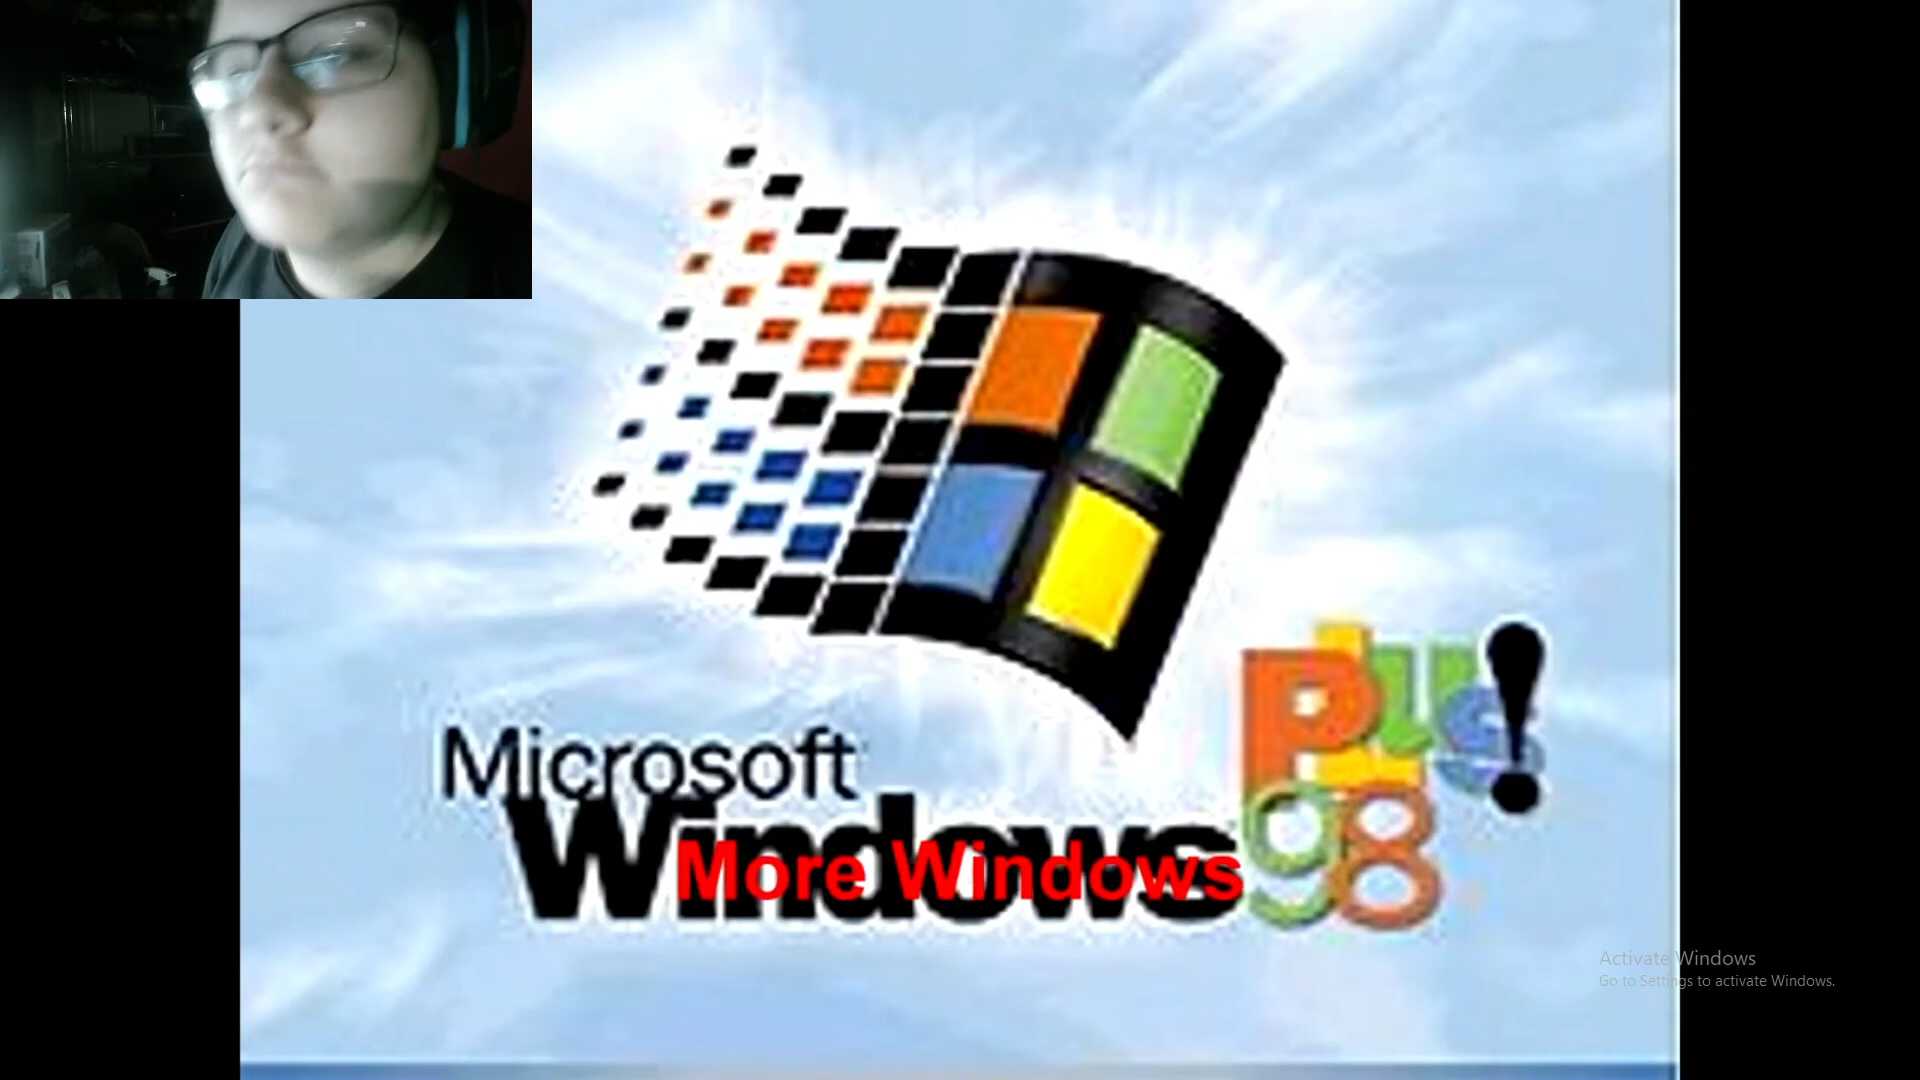 Microsoft
Windows 98
Plus!
More Windows
Activate Windows
Go to Settings to activate Windows.